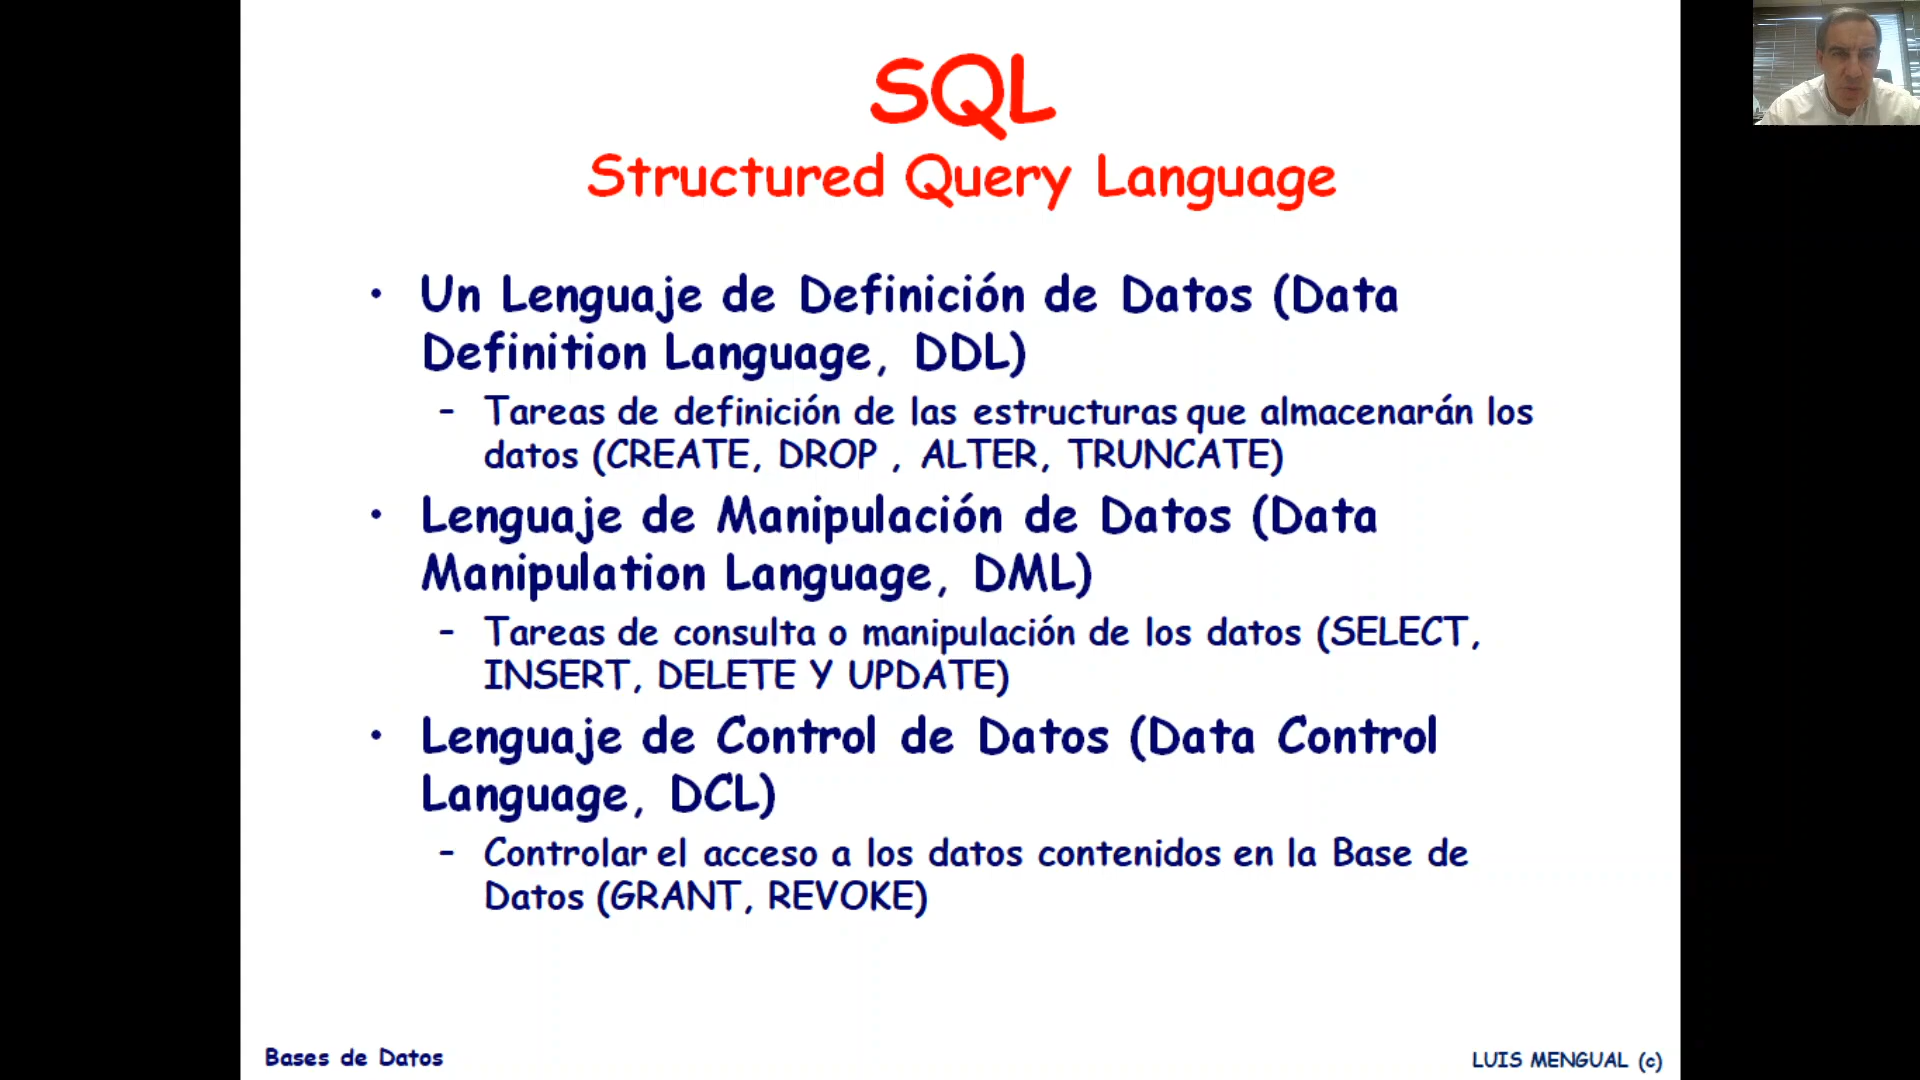 SQL
Structured Query Language
• Un Lenguaje de Definición de Datos (Data
Definition Language, DDL)
– Tareas de definición de las estructuras que almacenarán los
datos (CREATE, DROP , ALTER, TRUNCATE)
• Lenguaje de Manipulación de Datos (Data
Manipulation Language, DML)
– Tareas de consulta o manipulación de los datos (SELECT,
INSERT, DELETE Y UPDATE)
• Lenguaje de Control de Datos (Data Control
Language, DCL)
– Controlar el acceso a los datos contenidos en la Base de
Datos (GRANT, REVOKE)
Bases de Datos
LUIS MENGUAL (c)